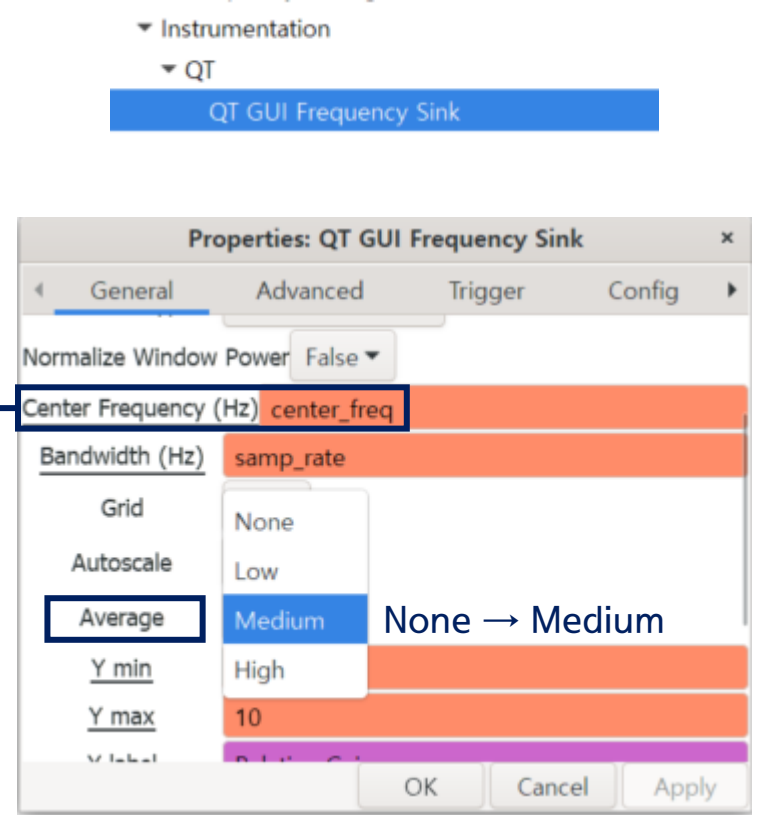 Instrumentation
QT
QT GUI Frequency Sink
Properties: QT GUI Frequency Sink ×
General Advanced Trigger Config
Normalize Window Power False
Center Frequency (Hz) center_freq
Bandwidth (Hz) samp_rate
Grid
None
Autoscale
Low
Average
Medium None → Medium
Y min
High
Y max 10
OK Cancel Apply